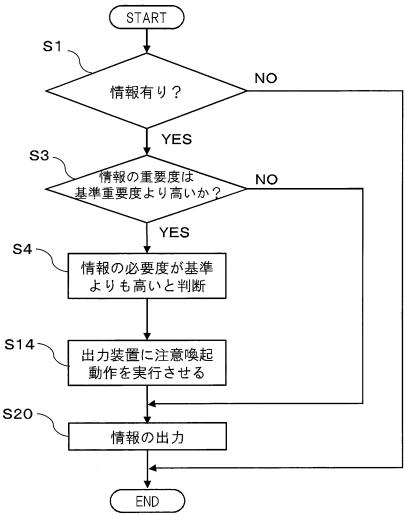 START
S1
情報有り？
NO
YES
S3
情報の重要度は
基準重要度より高いか？
NO
YES
S4
情報の必要度が基準
よりも高いと判断
S14
出力装置に注意喚起
動作を実行させる
S20
情報の出力
END